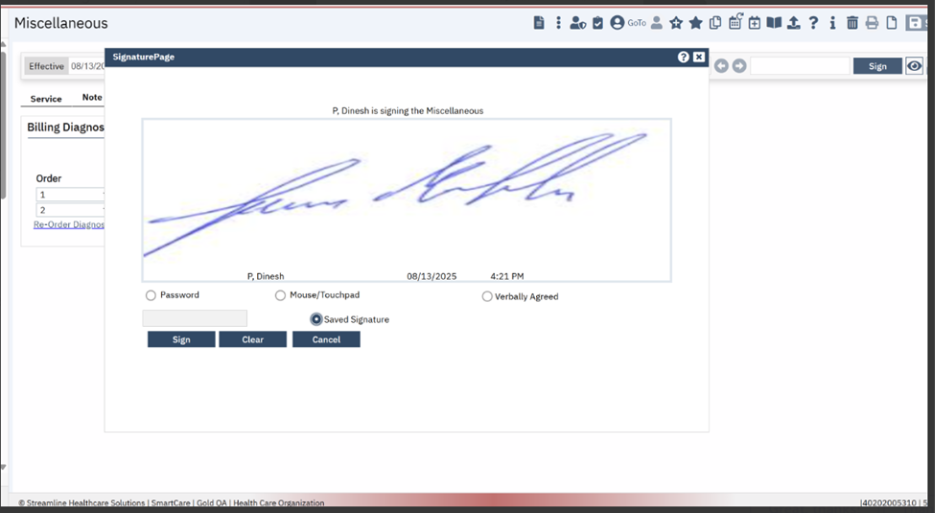 Miscellaneous
GoTo
SignaturePage
Effective 08/13/20
Sign
Service Note
P, Dinesh is signing the Miscellaneous
Billing Diagnos
Order
1
2
Re-Order Diagnos
P, Dinesh 08/13/2025 4:21 PM
Password Mouse/Touchpad Verbally Agreed
Saved Signature
Sign Clear Cancel
© Streamline Healthcare Solutions | SmartCare | Gold QA | Health Care Organization
|40202005310 |